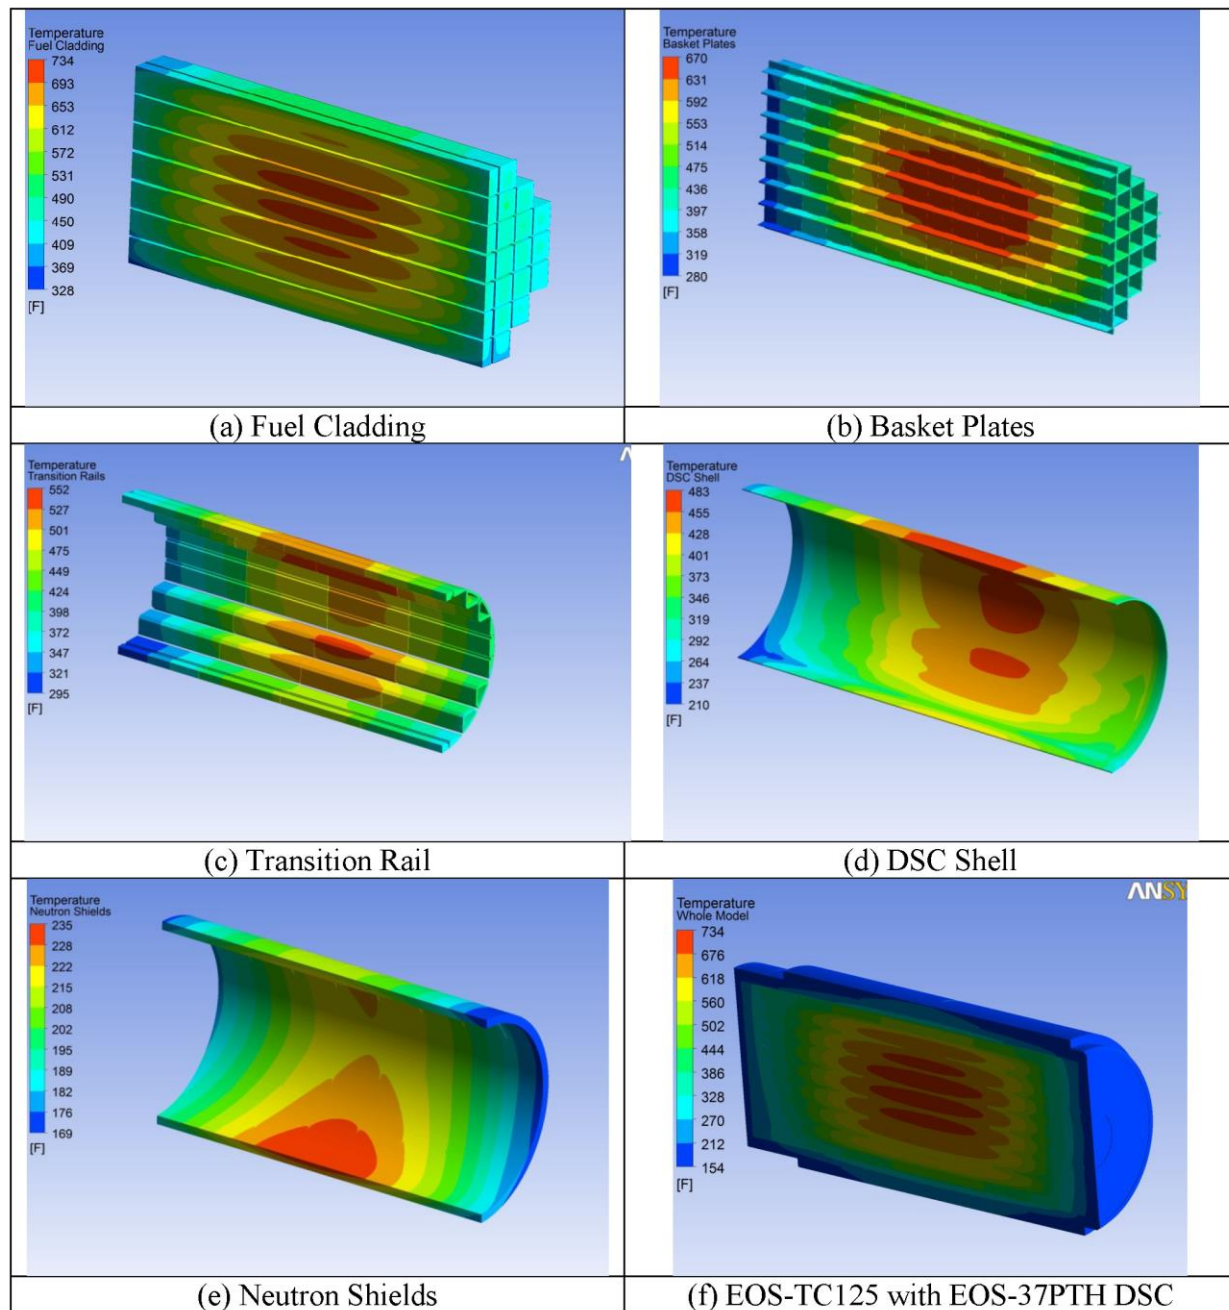 Temperature
Fuel Cladding
734
693
653
612
572
531
490
450
409
369
328
[F]
(a) Fuel Cladding
Temperature
Basket Plates
670
631
592
553
514
475
436
397
358
319
280
[F]
(b) Basket Plates
Temperature
Transition Rails
552
527
501
475
449
424
398
372
347
321
295
[F]
(c) Transition Rail
Temperature
DSC Shell
483
455
428
401
373
346
319
292
264
237
210
[F]
(d) DSC Shell
Temperature
Neutron Shields
235
228
222
215
208
202
195
189
182
176
169
[F]
(e) Neutron Shields
ANSY
Temperature
Whole Model
734
676
618
560
502
444
386
328
270
212
154
[F]
(f) EOS-TC125 with EOS-37PTH DSC